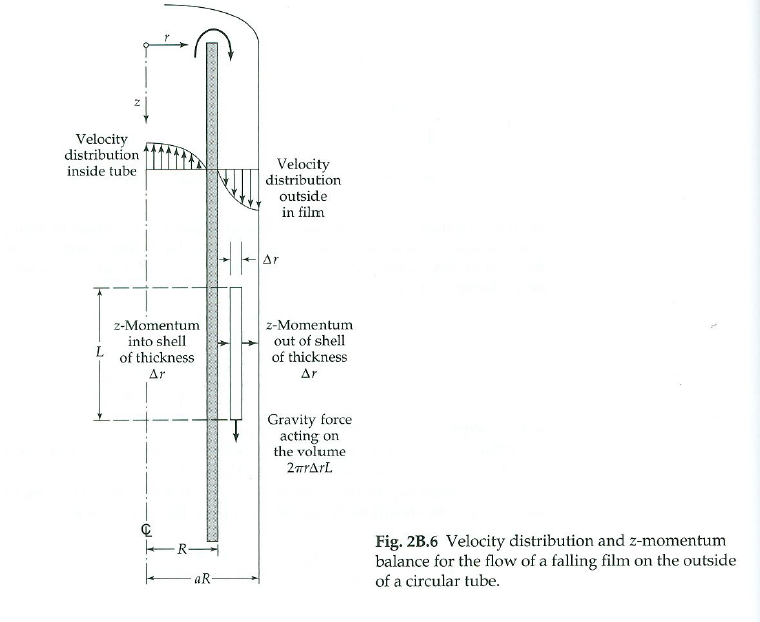 r
z
Velocity
distribution
inside tube
Velocity
distribution
outside
in film
Δr
z-Momentum
into shell
of thickness
Δr
L
z-Momentum
out of shell
of thickness
Δr
Gravity force
acting on
the volume
2πrΔrL
℄
R
aR
Fig. 2B.6 Velocity distribution and z-momentum
balance for the flow of a falling film on the outside
of a circular tube.